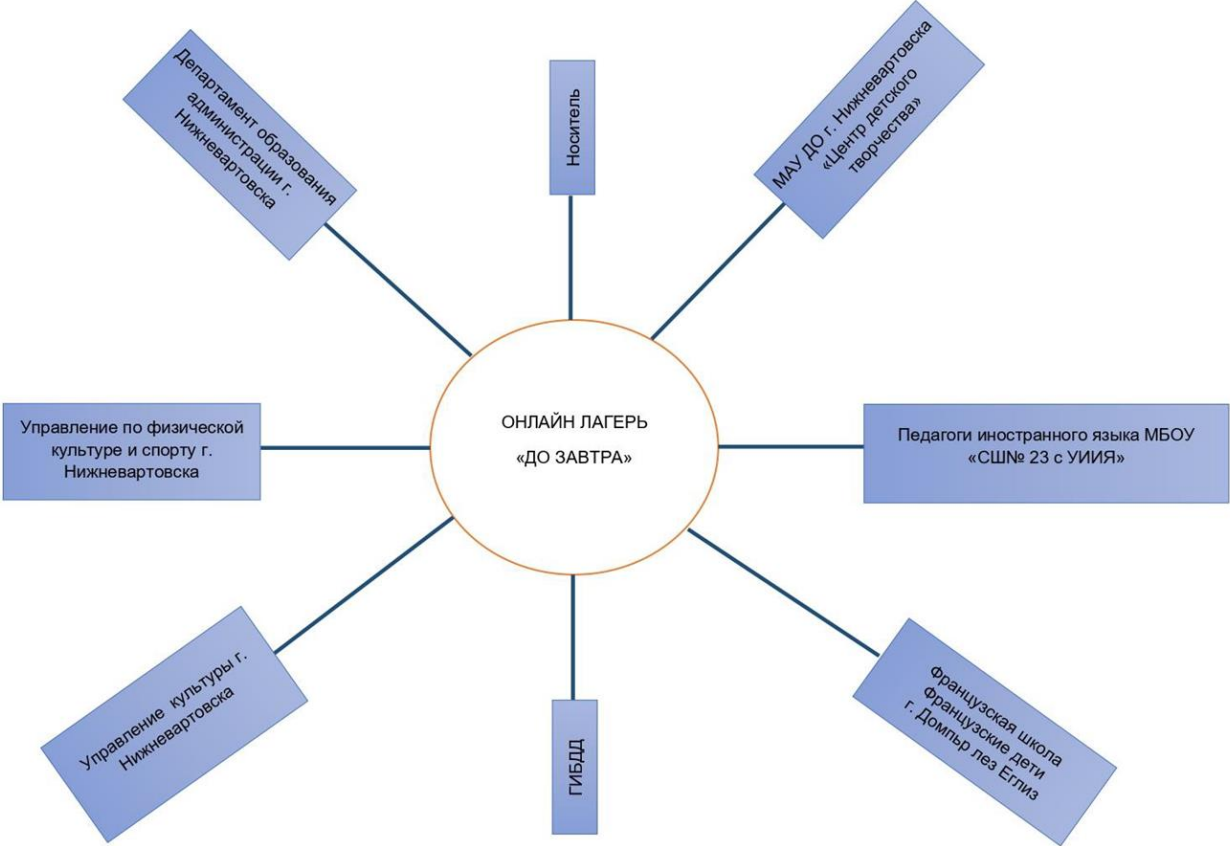 Департамент образования
администрации г.
Нижневартовска
Носитель
МАУ ДО г. Нижневартовска
«Центр детского
творчества»
Управление по физической
культуре и спорту г.
Нижневартовска
ОНЛАЙН ЛАГЕРЬ
«ДО ЗАВТРА»
Педагоги иностранного языка МБОУ
«СШ№ 23 с УИИЯ»
Управление культуры г.
Нижневартовска
ГИБДД
Французская школа
Французские дети
г. Домпьр лез Еглиз